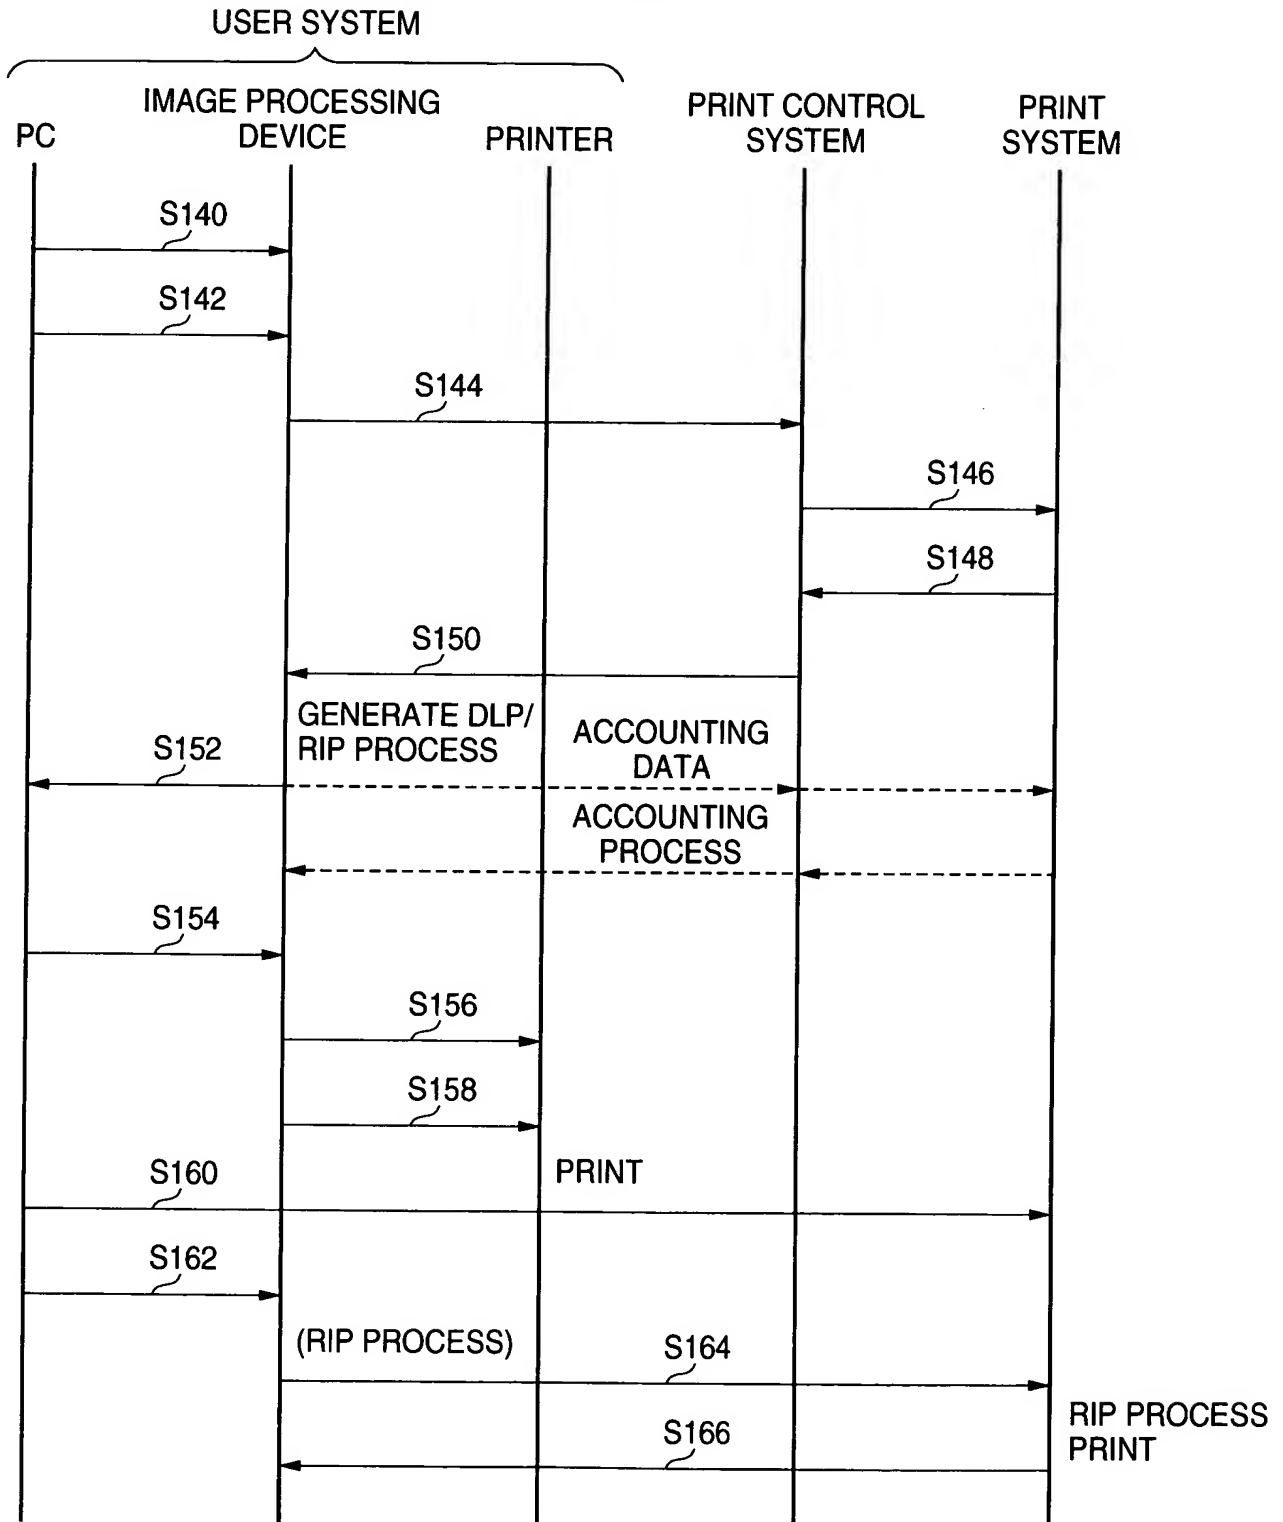 USER SYSTEM
IMAGE PROCESSING
DEVICE
PC
PRINTER
PRINT CONTROL
SYSTEM
PRINT
SYSTEM
S140
S142
S144
S146
S148
S150
GENERATE DLP/
RIP PROCESS
S152
ACCOUNTING
DATA
ACCOUNTING
PROCESS
S154
S156
S158
PRINT
S160
S162
(RIP PROCESS)
S164
RIP PROCESS
PRINT
S166